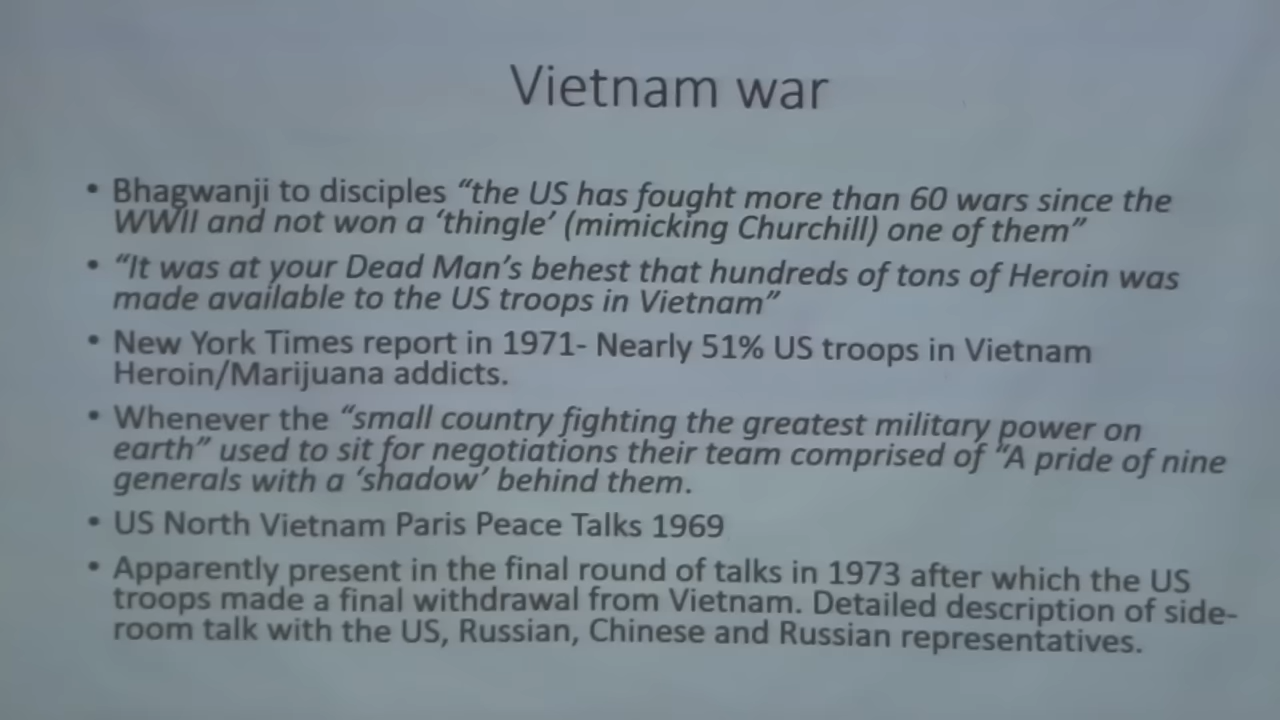 Vietnam war
• Bhagwanji to disciples “the US has fought more than 60 wars since the
WWII and not won a ‘thingle’ (mimicking Churchill) one of them”
• “It was at your Dead Man’s behest that hundreds of tons of Heroin was
made available to the US troops in Vietnam”
• New York Times report in 1971- Nearly 51% US troops in Vietnam
Heroin/Marijuana addicts.
• Whenever the “small country fighting the greatest military power on
earth” used to sit for negotiations their team comprised of “A pride of nine
generals with a ‘shadow’ behind them.
• US North Vietnam Paris Peace Talks 1969
• Apparently present in the final round of talks in 1973 after which the US
troops made a final withdrawal from Vietnam. Detailed description of side-
room talk with the US, Russian, Chinese and Russian representatives.